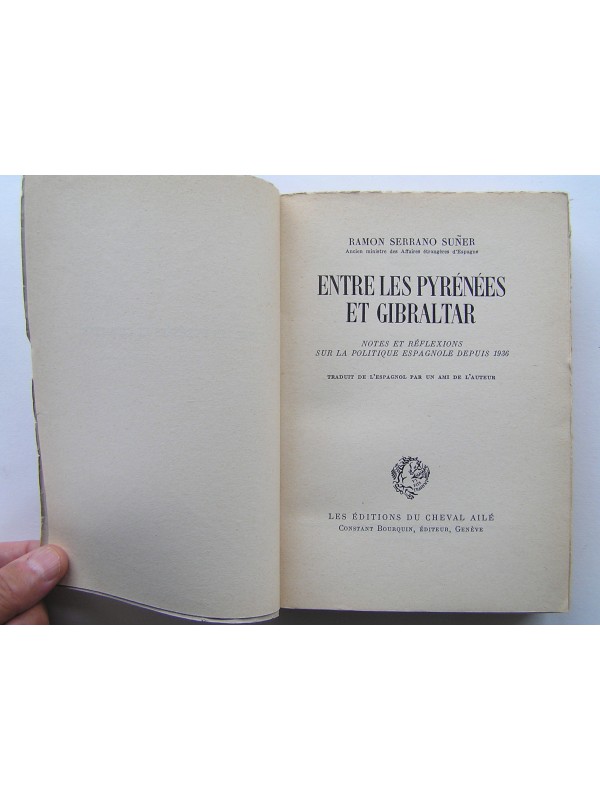 RAMON SERRANO SUÑER
Ancien ministre des Affaires étrangères d'Espagne
ENTRE LES PYRÉNÉES
ET GIBRALTAR
NOTES ET RÉFLEXIONS
SUR LA POLITIQUE ESPAGNOLE DEPUIS 1936
TRADUIT DE L'ESPAGNOL PAR UN AMI DE L'AUTEUR
LES ÉDITIONS DU CHEVAL AILÉ
CONSTANT BOURQUIN, ÉDITEUR, GENÈVE